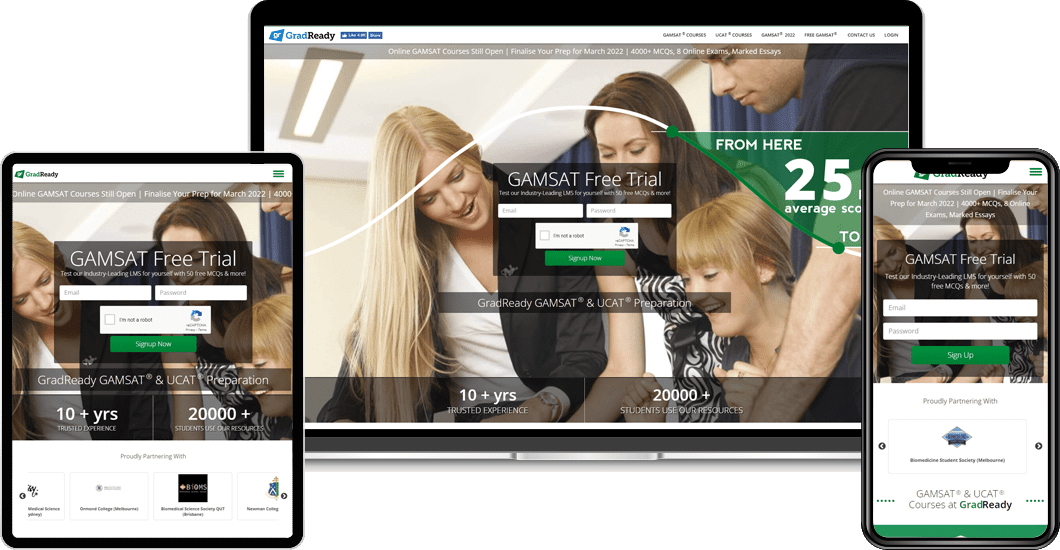 gr GradReady Like 4.9K Share GAMSAT® COURSES UCAT® COURSES GAMSAT® 2022 FREE GAMSAT® CONTACT US LOGIN
Online GAMSAT Courses Still Open | Finalise Your Prep for March 2022 | 4000+ MCQs, 8 Online Exams, Marked Essays
FROM HERE
25
average sco
TO
GAMSAT Free Trial
Test our Industry-Leading LMS for yourself with 50 free MCQs & more!
Email Password
I'm not a robot
reCAPTCHA
Privacy - Terms
Signup Now
GradReady GAMSAT® & UCAT® Preparation
10 + yrs 20000 +
TRUSTED EXPERIENCE STUDENTS USE OUR RESOURCES
gr GradReady
Online GAMSAT Courses Still Open | Finalise Your Prep for March 2022 | 4000
GAMSAT Free Trial
Test our Industry-Leading LMS for yourself with 50 free MCQs & more!
Email Password
I'm not a robot
reCAPTCHA
Privacy - Terms
Signup Now
GradReady GAMSAT® & UCAT® Preparation
10 + yrs 20000 +
TRUSTED EXPERIENCE STUDENTS USE OUR RESOURCES
Proudly Partnering With
BIOMS
Medical Science Ormond College (Melbourne) Biomedical Science Society QUT Newman Colleg
ydney) (Brisbane)
GradReady
Online GAMSAT Courses Still Open | Finalise Your
Prep for March 2022 | 4000+ MCQs, 8 Online
Exams, Marked Essays
GAMSAT Free Trial
Test our Industry-Leading LMS for yourself with 50
free MCQs & more!
Email
Password
Sign Up
Proudly Partnering With
Biomedicine Student Society (Melbourne)
GAMSAT® & UCAT®
Courses at GradReady